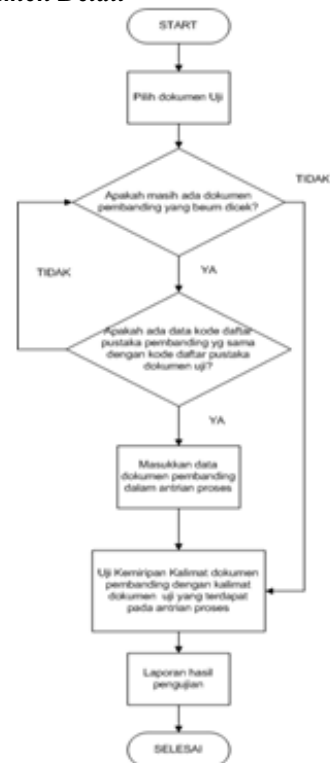 START
Pilih dokumen Uji
Apakah masih ada dokumen
pembanding yang beum dicek?
TIDAK
YA
TIDAK
Apakah ada data kode daftar
pustaka pembanding yg sama
dengan kode daftar pustaka
dokumen uji?
YA
Masukkan data
dokumen pembanding
dalam antrian proses
Uji Kemiripan Kalimat dokumen
pembanding dengan kalimat
dokumen uji yang terdapat
pada antrian proses
Laporan hasil
pengujian
SELESAI